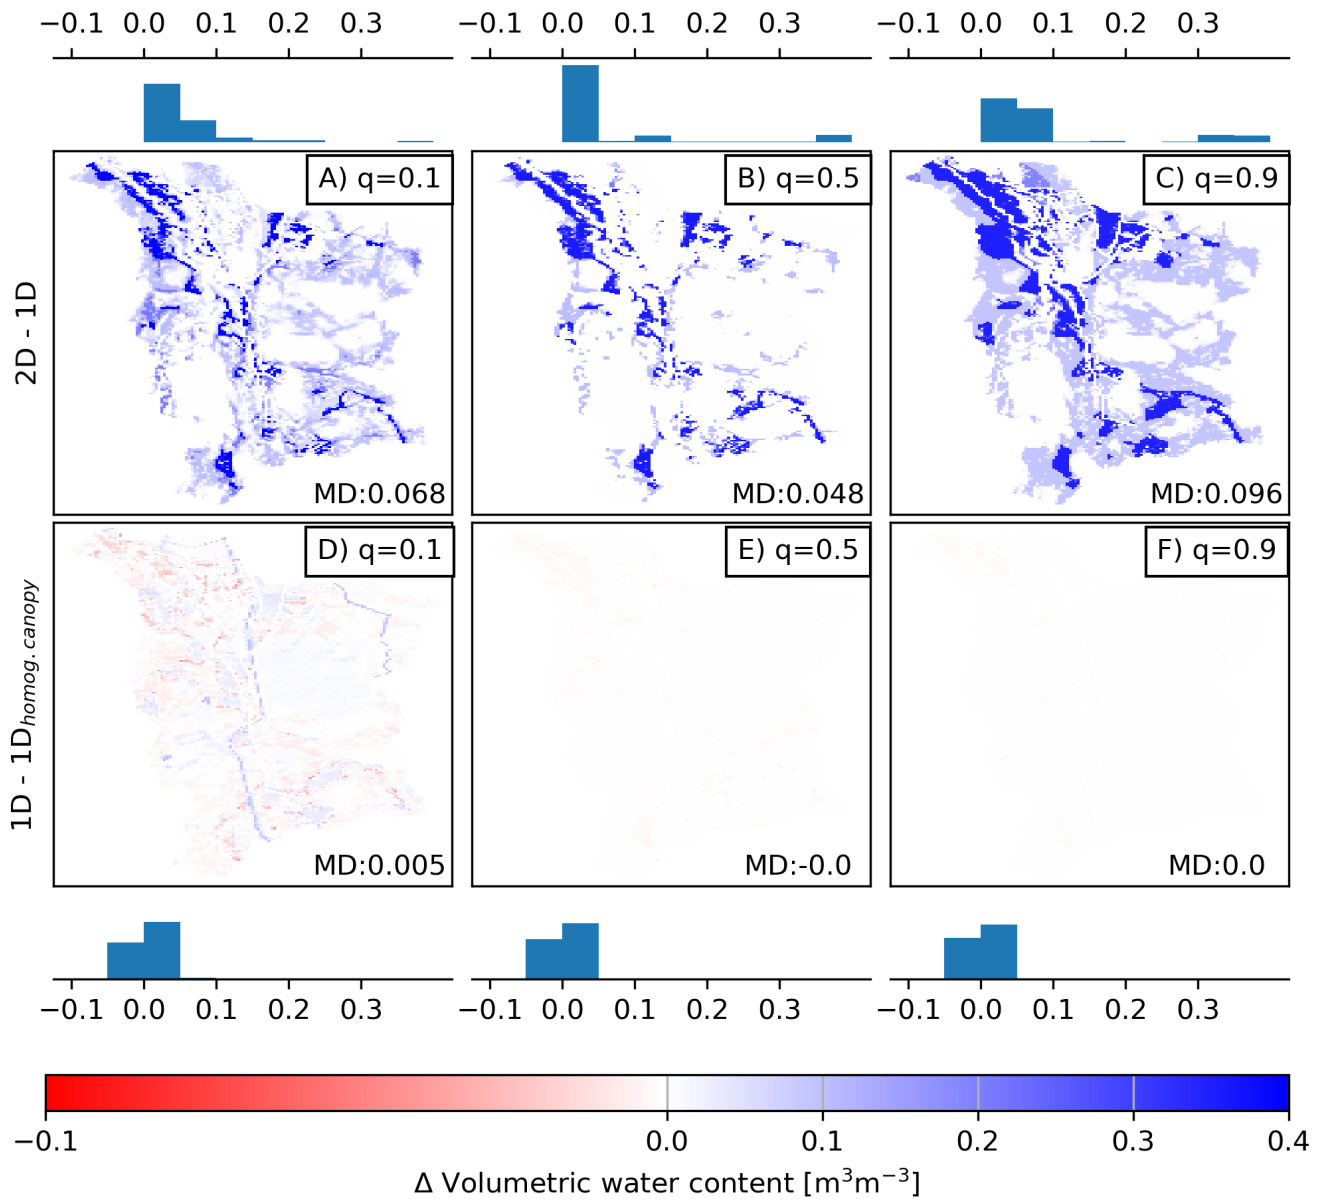 −0.1 0.0 0.1 0.2 0.3 −0.1 0.0 0.1 0.2 0.3 −0.1 0.0 0.1 0.2 0.3
2D - 1D
A) q=0.1
MD:0.068
B) q=0.5
MD:0.048
C) q=0.9
MD:0.096
1D - 1D_{homog. canopy}
D) q=0.1
MD:0.005
E) q=0.5
MD:-0.0
F) q=0.9
MD:0.0
−0.1 0.0 0.1 0.2 0.3 −0.1 0.0 0.1 0.2 0.3 −0.1 0.0 0.1 0.2 0.3
−0.1 0.0 0.1 0.2 0.3 0.4
Δ Volumetric water content [m³m⁻³]